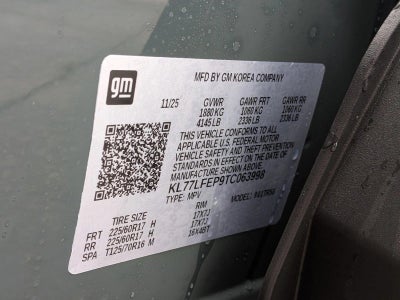 gm
MFD BY GM KOREA COMPANY
11/25 GVWR GAWR FRT GAWR RR
1880 KG 1060 KG 1060 KG
4145 LB 2336 LB 2336 LB
THIS VEHICLE CONFORMS TO ALL
APPLICABLE U.S. FEDERAL MOTOR
VEHICLE SAFETY AND THEFT PREVENTION
STANDARDS IN EFFECT ON THE DATE OF
MANUFACTURE SHOWN ABOVE.
KL77LFEP9TC063998
TYPE: MPV MODEL:
TIRE SIZE RIM
FRT 225/60R17 H 17X7J
RR 225/60R17 H 17X7J
SPA T125/70R16 M 16X4BT